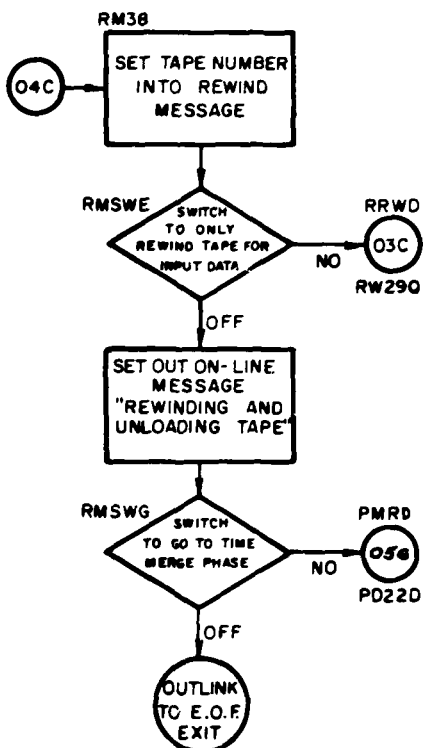 RM38
04C
SET TAPE NUMBER
INTO REWIND
MESSAGE
RMSWE
SWITCH
TO ONLY
REWIND TAPE FOR
INPUT DATA
NO
RRWD
03C
RW29Q
OFF
SET OUT ON-LINE
MESSAGE
"REWINDING AND
UNLOADING TAPE"
RMSWG
SWITCH
TO GO TO TIME
MERGE PHASE
NO
PMRD
PD22D
OFF
OUTLINK
TO E.O.F.
EXIT